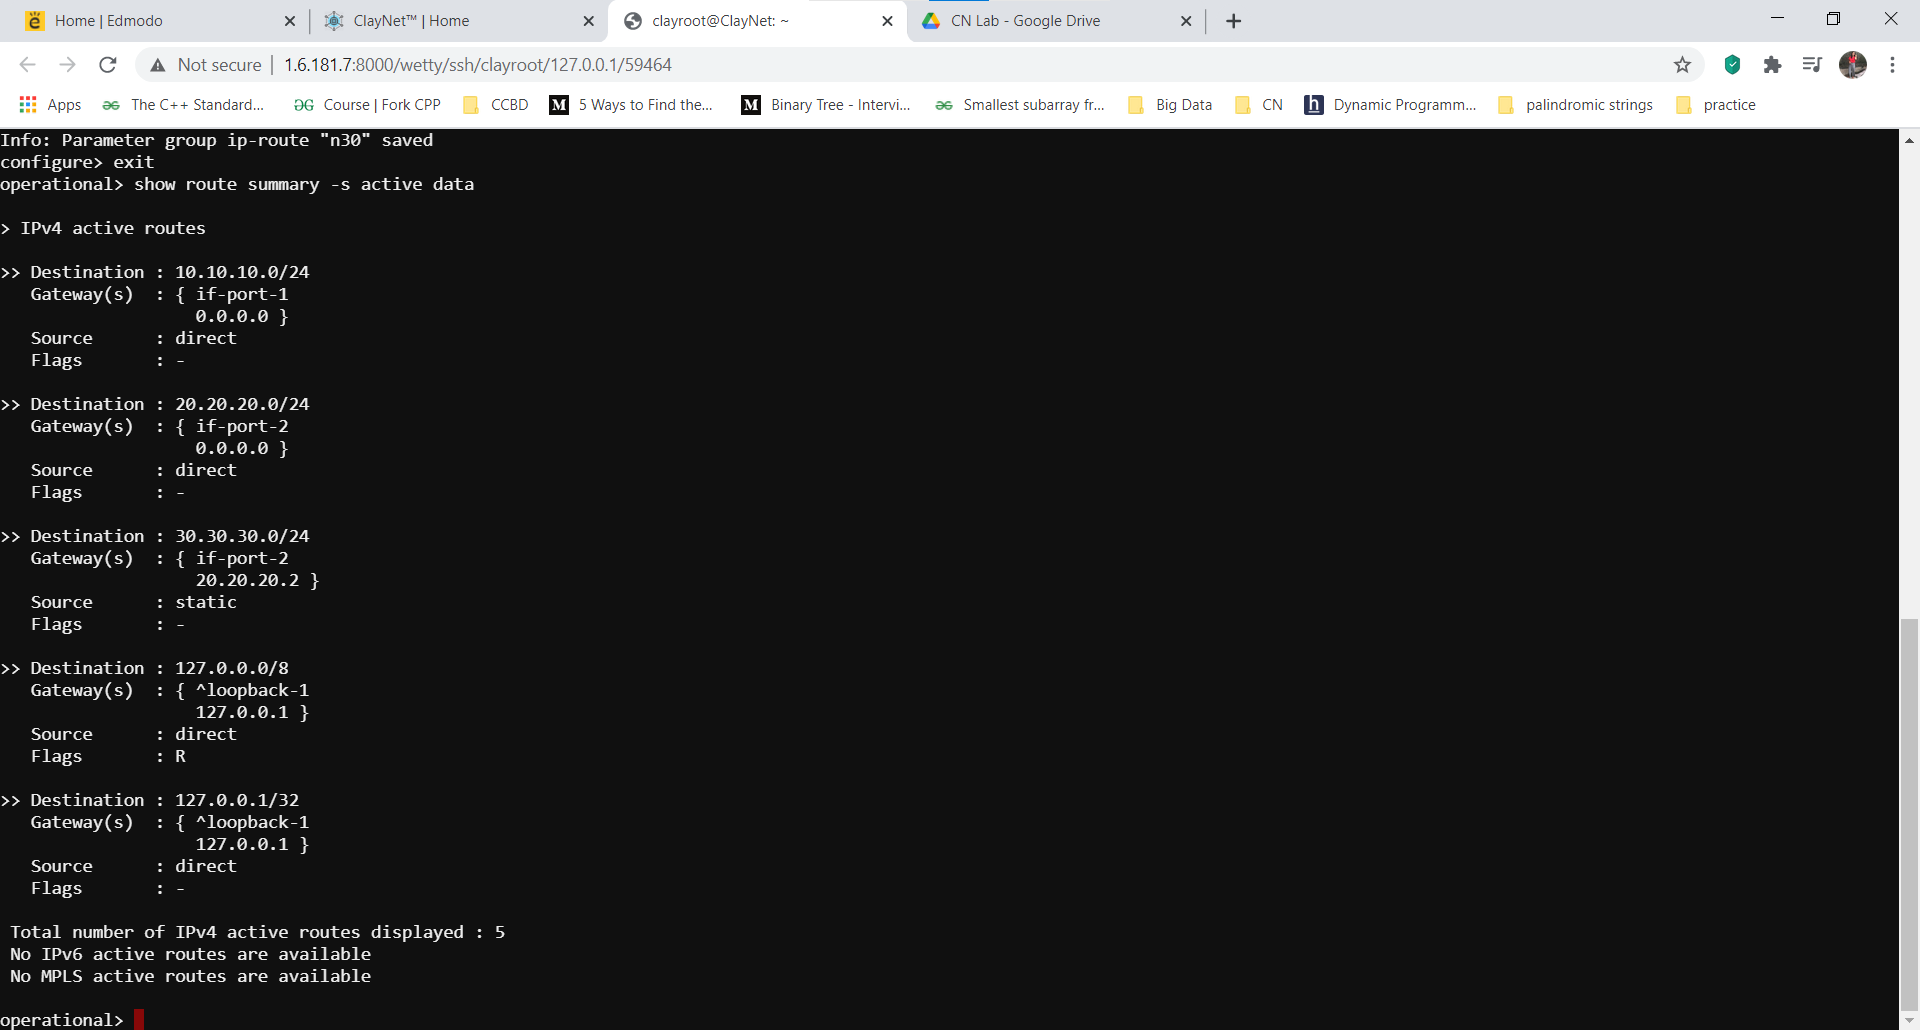 Home | Edmodo
ClayNet™ | Home
clayroot@ClayNet: ~
CN Lab - Google Drive
Not secure
1.6.181.7:8000/wetty/ssh/clayroot/127.0.0.1/59464
Apps
The C++ Standard...
Course | Fork CPP
CCBD
5 Ways to Find the...
Binary Tree - Intervi...
Smallest subarray fr...
Big Data
CN
Dynamic Programm...
palindromic strings
practice
Info: Parameter group ip-route "n30" saved
configure> exit
operational> show route summary -s active data
> IPv4 active routes
>> Destination : 10.10.10.0/24
Gateway(s) : { if-port-1
0.0.0.0 }
Source : direct
Flags : -
>> Destination : 20.20.20.0/24
Gateway(s) : { if-port-2
0.0.0.0 }
Source : direct
Flags : -
>> Destination : 30.30.30.0/24
Gateway(s) : { if-port-2
20.20.20.2 }
Source : static
Flags : -
>> Destination : 127.0.0.0/8
Gateway(s) : { ^loopback-1
127.0.0.1 }
Source : direct
Flags : R
>> Destination : 127.0.0.1/32
Gateway(s) : { ^loopback-1
127.0.0.1 }
Source : direct
Flags : -
Total number of IPv4 active routes displayed : 5
No IPv6 active routes are available
No MPLS active routes are available
operational>